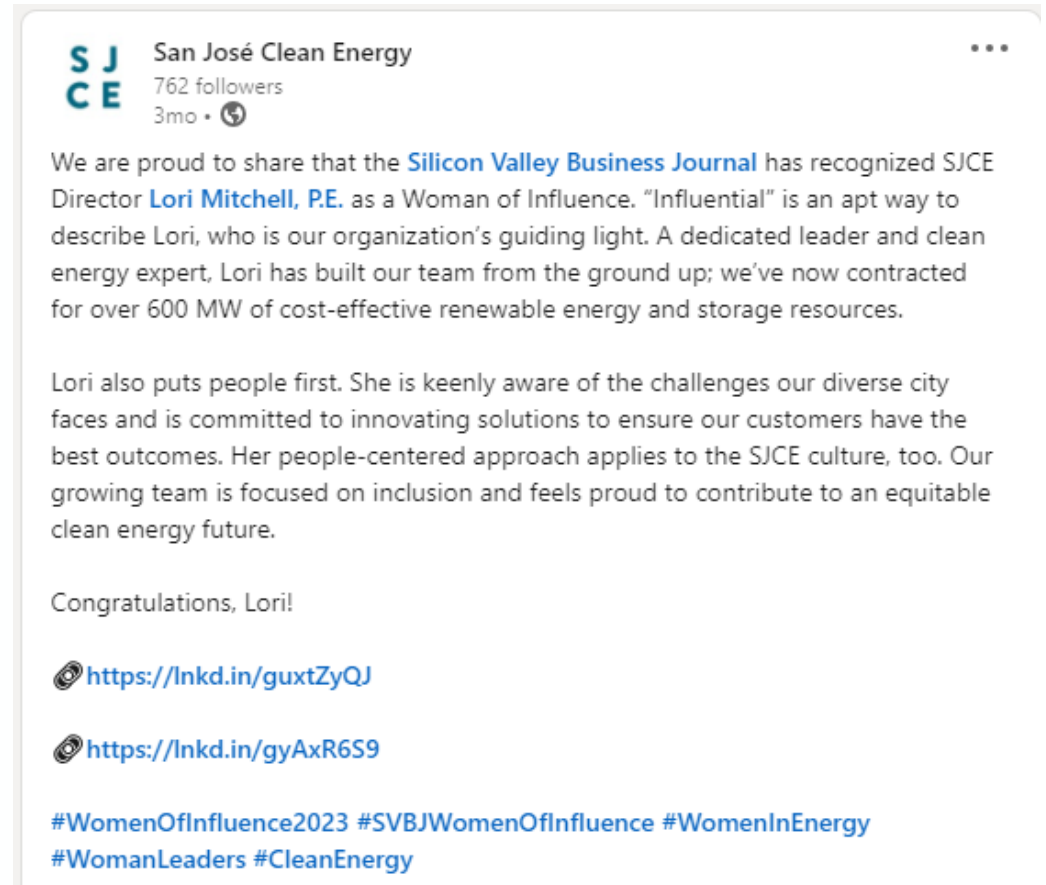 S J
C E
San José Clean Energy
762 followers
3mo •
We are proud to share that the Silicon Valley Business Journal has recognized SJCE
Director Lori Mitchell, P.E. as a Woman of Influence. “Influential” is an apt way to
describe Lori, who is our organization’s guiding light. A dedicated leader and clean
energy expert, Lori has built our team from the ground up; we’ve now contracted
for over 600 MW of cost-effective renewable energy and storage resources.
Lori also puts people first. She is keenly aware of the challenges our diverse city
faces and is committed to innovating solutions to ensure our customers have the
best outcomes. Her people-centered approach applies to the SJCE culture, too. Our
growing team is focused on inclusion and feels proud to contribute to an equitable
clean energy future.
Congratulations, Lori!
https://lnkd.in/guxtZyQJ
https://lnkd.in/gyAxR6S9
#WomenOfInfluence2023 #SVBJWomenOfInfluence #WomenInEnergy
#WomanLeaders #CleanEnergy